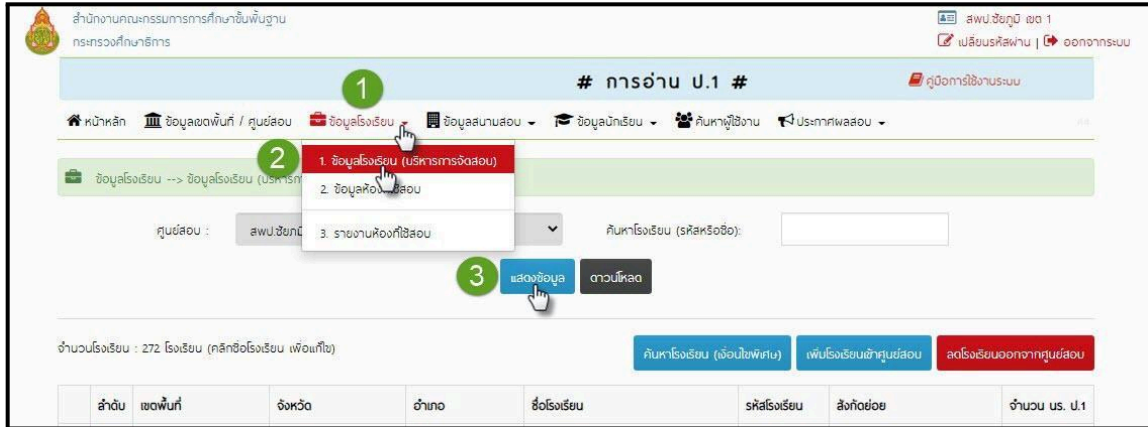 สำนักงานคณะกรรมการการศึกษาขั้นพื้นฐาน
กระทรวงศึกษาธิการ
สพป.ชัยภูมิ เขต 1
เปลี่ยนรหัสผ่าน | ออกจากระบบ
# การอ่าน ป.1 #
คู่มือการใช้งานระบบ
1
หน้าหลัก ข้อมูลเขตพื้นที่ / ศูนย์สอบ ข้อมูลโรงเรียน ข้อมูลสนามสอบ ข้อมูลนักเรียน ค้นหาผู้ใช้งาน ประกาศผลสอบ
2
1. ข้อมูลโรงเรียน (บริหารการจัดสอบ)
ข้อมูลโรงเรียน --> ข้อมูลโรงเรียน
2. ข้อมูลห้อง
3. รายงานห้องที่ใช้สอบ
ศูนย์สอบ : ค้นหาโรงเรียน (รหัสหรือชื่อ):
3 แสดงข้อมูล ดาวน์โหลด
จำนวนโรงเรียน : 272 โรงเรียน (คลิกชื่อโรงเรียน เพื่อแก้ไข)
ค้นหาโรงเรียน (เงื่อนไขพิเศษ) เพิ่มโรงเรียนเข้าศูนย์สอบ ลดโรงเรียนออกจากศูนย์สอบ
ลำดับ เขตพื้นที่ จังหวัด อำเภอ ชื่อโรงเรียน รหัสโรงเรียน สังกัดย่อย จำนวน นร. ป.1